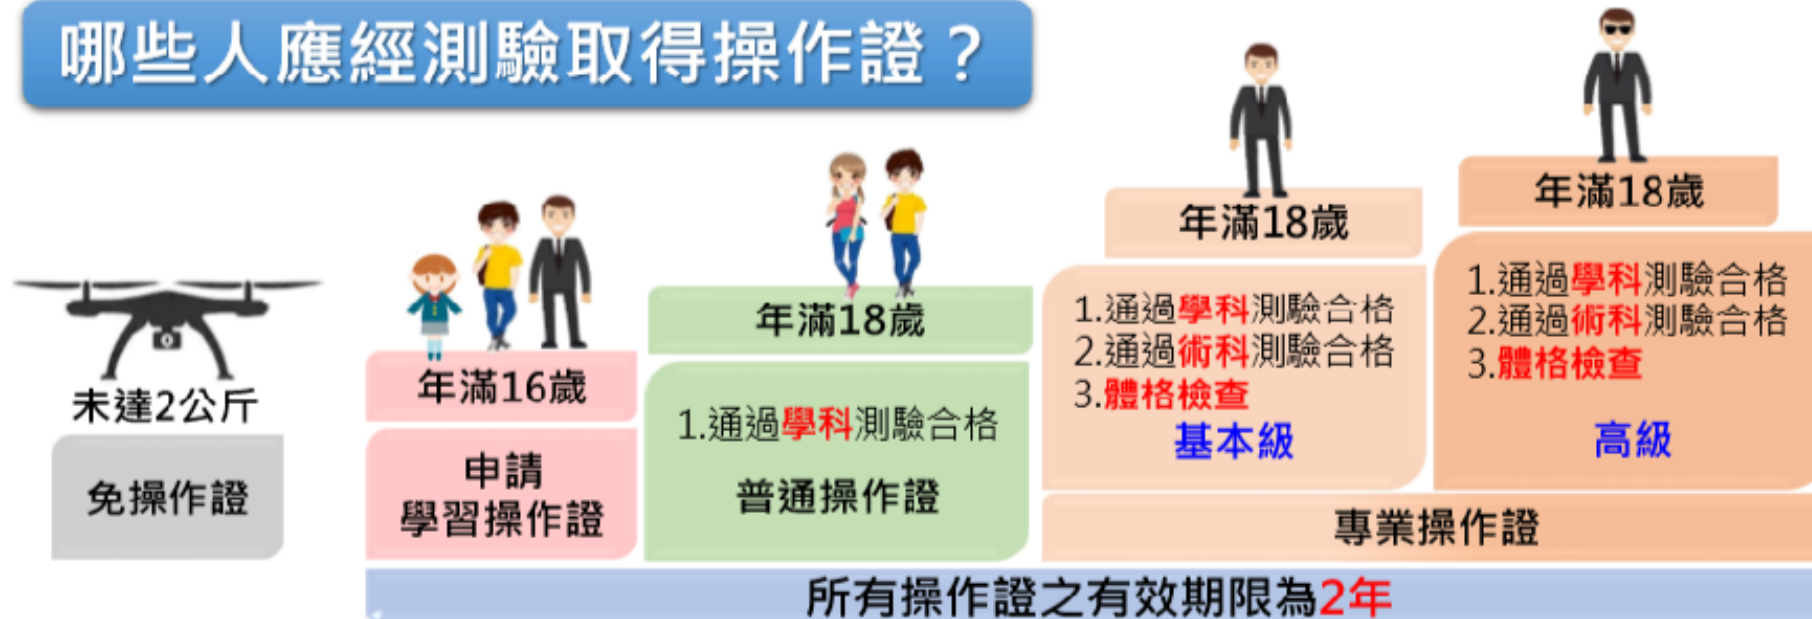 哪些人應經測驗取得操作證？
未達2公斤
免操作證
年滿16歲
申請
學習操作證
年滿18歲
1.通過學科測驗合格
普通操作證
年滿18歲
1.通過學科測驗合格
2.通過術科測驗合格
3.體格檢查
基本級
年滿18歲
1.通過學科測驗合格
2.通過術科測驗合格
3.體格檢查
高級
專業操作證
所有操作證之有效期限為2年